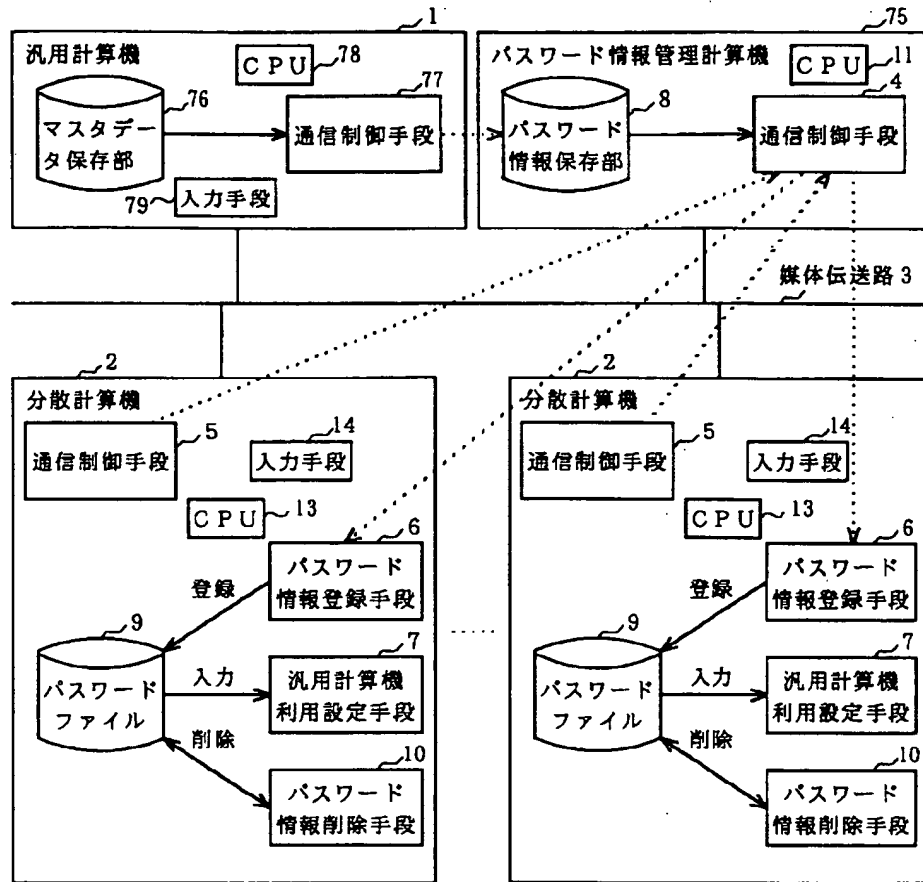 1
75
汎用計算機
CPU
78
77
76
マスタデー
タ保存部
通信制御手段
79
入力手段
パスワード情報管理計算機
CPU
11
4
8
パスワード
情報保存部
通信制御手段
媒体伝送路3
2
分散計算機
5
通信制御手段
14
入力手段
CPU
13
6
パスワード
情報登録手段
登録
9
パスワード
ファイル
入力
7
汎用計算機
利用設定手段
削除
10
パスワード
情報削除手段
2
分散計算機
5
通信制御手段
14
入力手段
CPU
13
6
パスワード
情報登録手段
登録
9
パスワード
ファイル
入力
7
汎用計算機
利用設定手段
削除
10
パスワード
情報削除手段